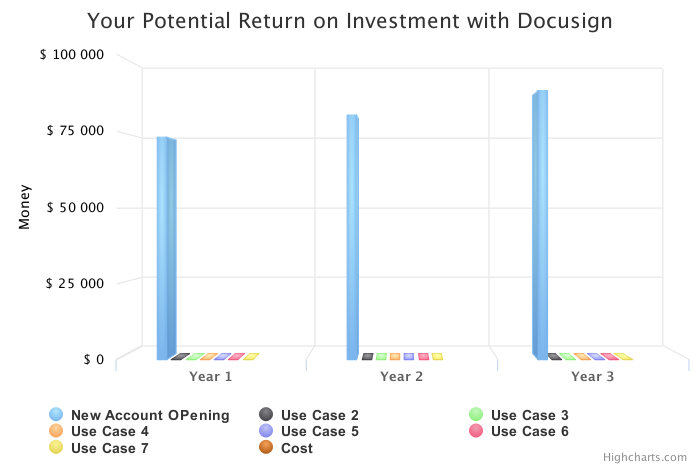 Your Potential Return on Investment with Docusign
$ 100 000
$ 75 000
$ 50 000
$ 25 000
$ 0
Money
Year 1 Year 2 Year 3
New Account OPening Use Case 2 Use Case 3
Use Case 4 Use Case 5 Use Case 6
Use Case 7 Cost
Highcharts.com